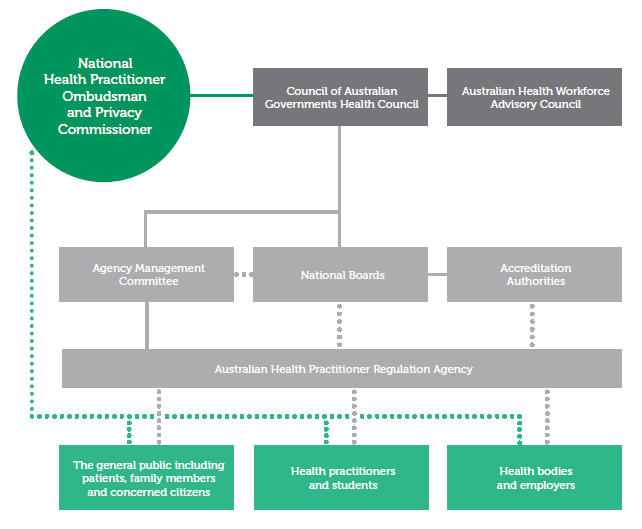 National
Health Practitioner
Ombudsman
and Privacy
Commissioner
Council of Australian
Governments Health Council
Australian Health Workforce
Advisory Council
Agency Management
Committee
National Boards
Accreditation
Authorities
Australian Health Practitioner Regulation Agency
The general public including
patients, family members
and concerned citizens
Health practitioners
and students
Health bodies
and employers